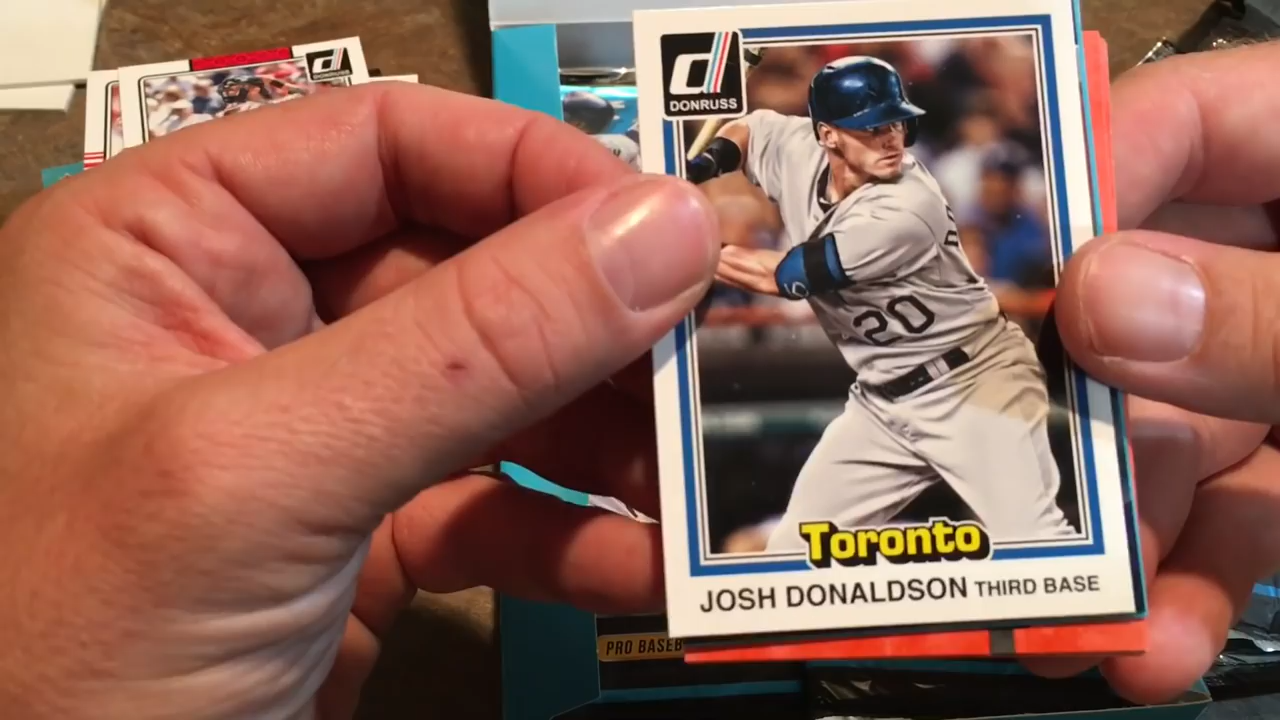 DONRUSS
DONRUSS
20
Toronto
JOSH DONALDSON THIRD BASE
PRO BASEB